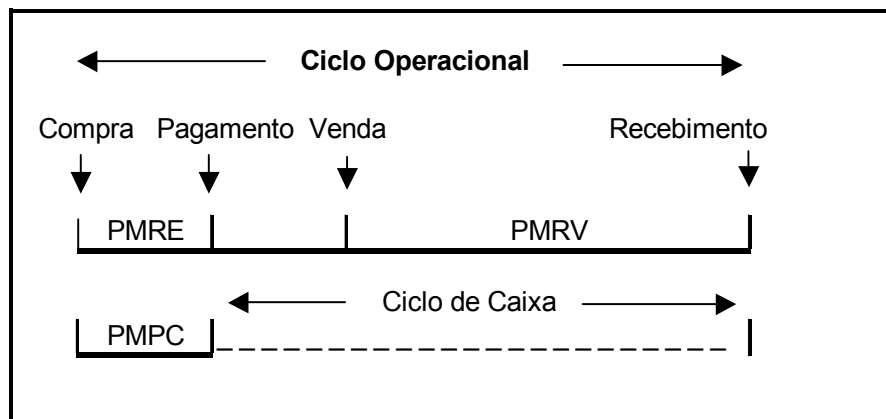 Ciclo Operacional
Compra Pagamento Venda Recebimento
PMRE PMRV
Ciclo de Caixa
PMPC